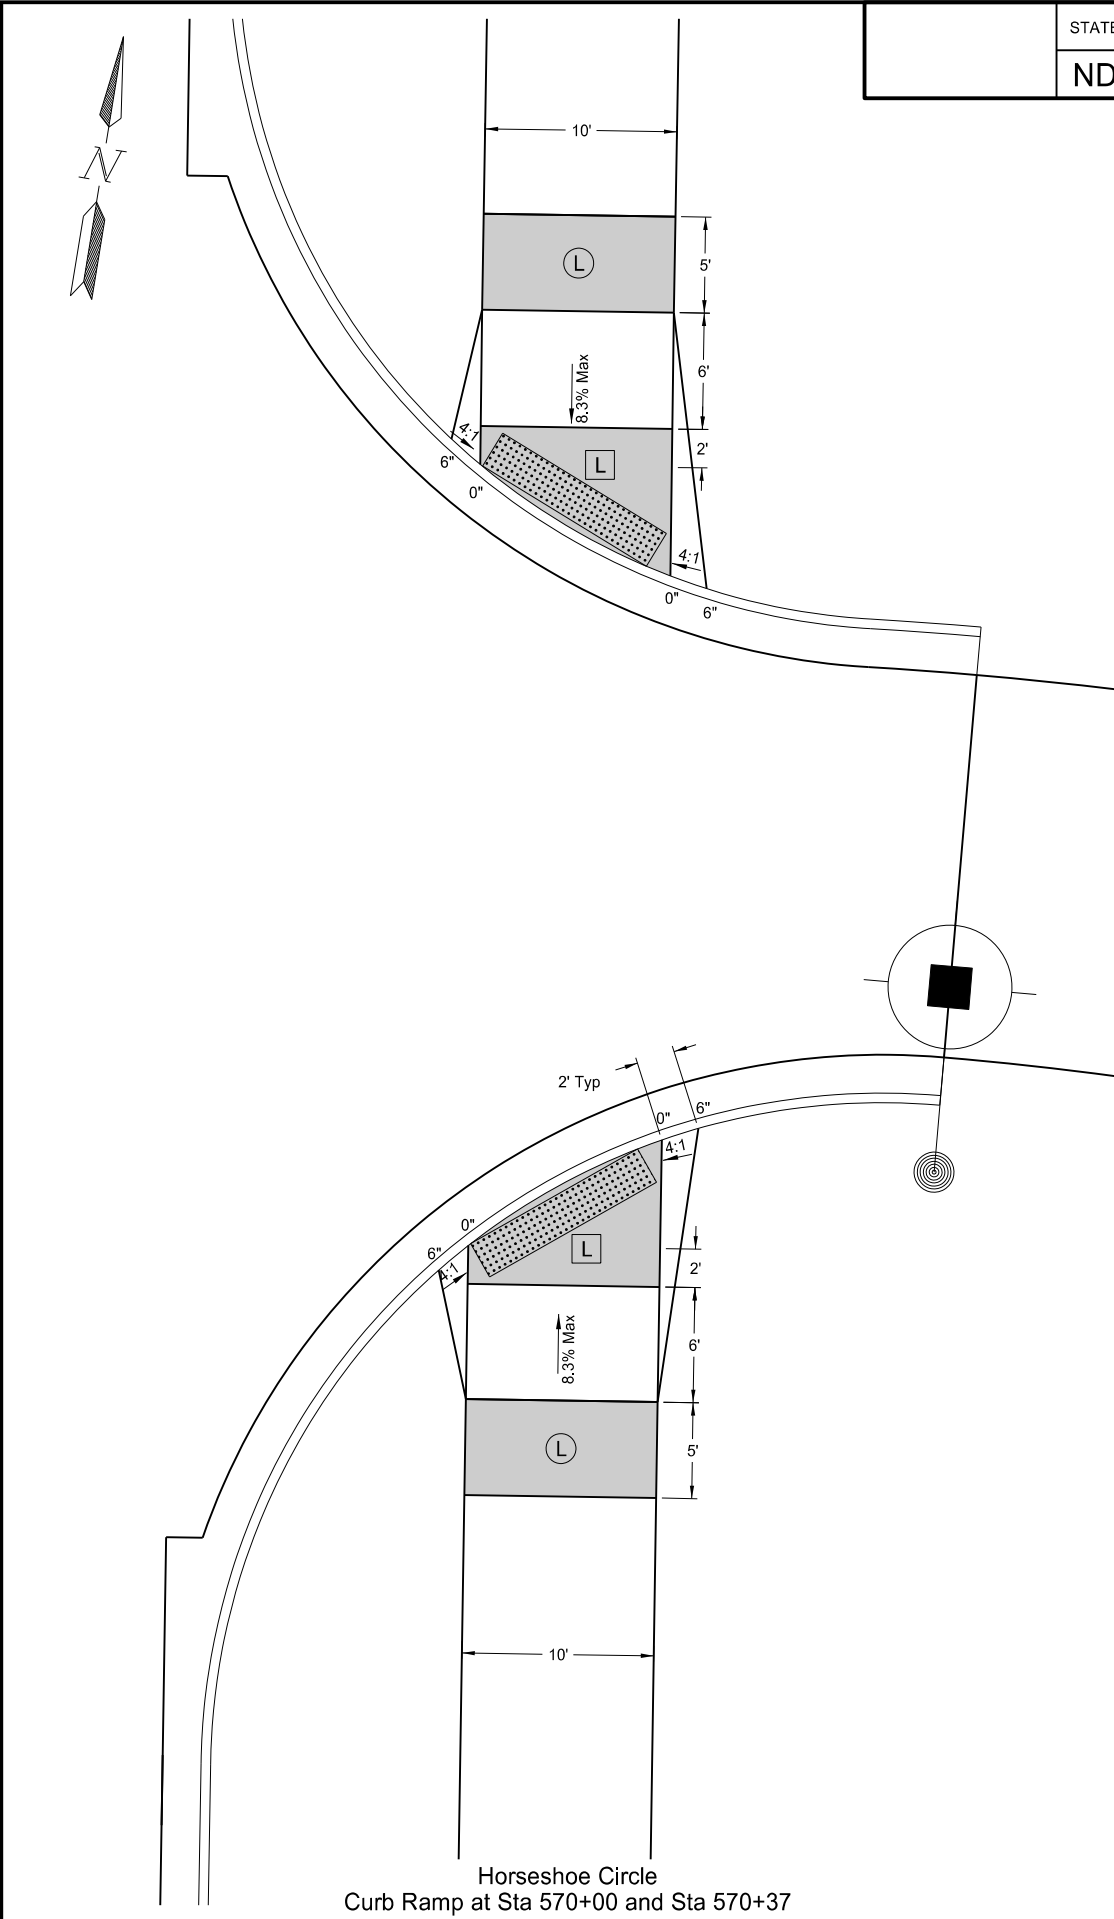 STATE
ND
N
10'
L
5'
8.3% Max
6'
4:1
2'
L
6"
0"
4:1
0"
6"
2' Typ
6"
0"
4:1
0"
6"
L
4:1
2'
8.3% Max
6'
L
5'
10'
Horseshoe Circle
Curb Ramp at Sta 570+00 and Sta 570+37